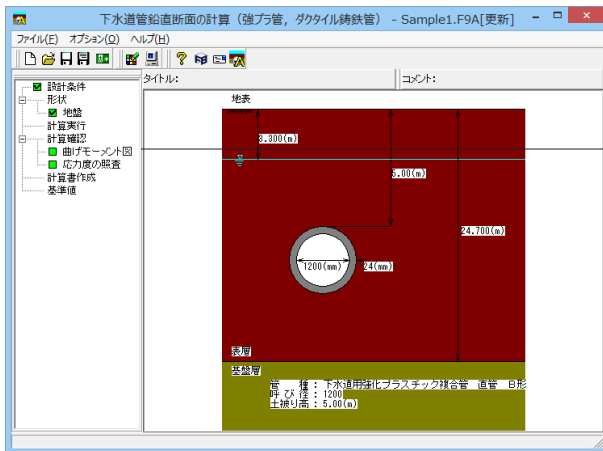 下水道管鉛直断面の計算（強プラ管，ダクタイル鋳鉄管） - Sample1.F9A[更新]
ファイル(F) オプション(O) ヘルプ(H)
タイトル:
コメント:
設計条件
形状
地盤
計算実行
計算確認
曲げモーメント図
応力度の照査
計算書作成
基準値
地表
3.300(m)
5.00(m)
24.700(m)
1200(mm)
24(mm)
表層
基盤層
管　種：下水道用強化プラスチック複合管　直管　B形
呼び径：1200
土被り高：5.00(m)